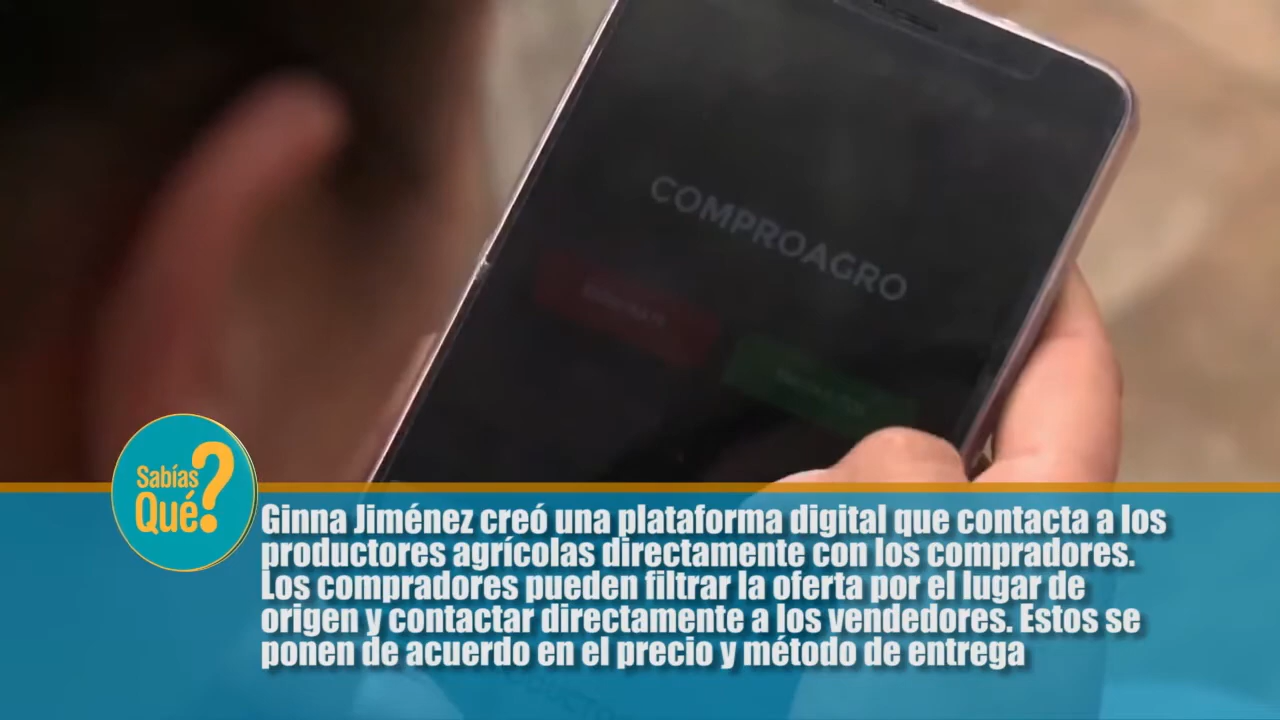 COMPROAGRO
Sabías
Qué?
Ginna Jiménez creó una plataforma digital que contacta a los
productores agrícolas directamente con los compradores.
Los compradores pueden filtrar la oferta por el lugar de
origen y contactar directamente a los vendedores. Estos se
ponen de acuerdo en el precio y método de entrega